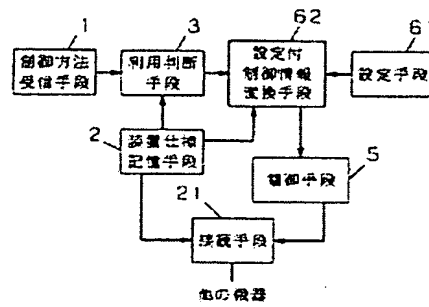 1
3
62
61
制御方法
受信手段
利用判断
手段
設定付
制御情報
変換手段
設定手段
2
装置仕様
記憶手段
5
制御手段
21
接続手段
他の機器